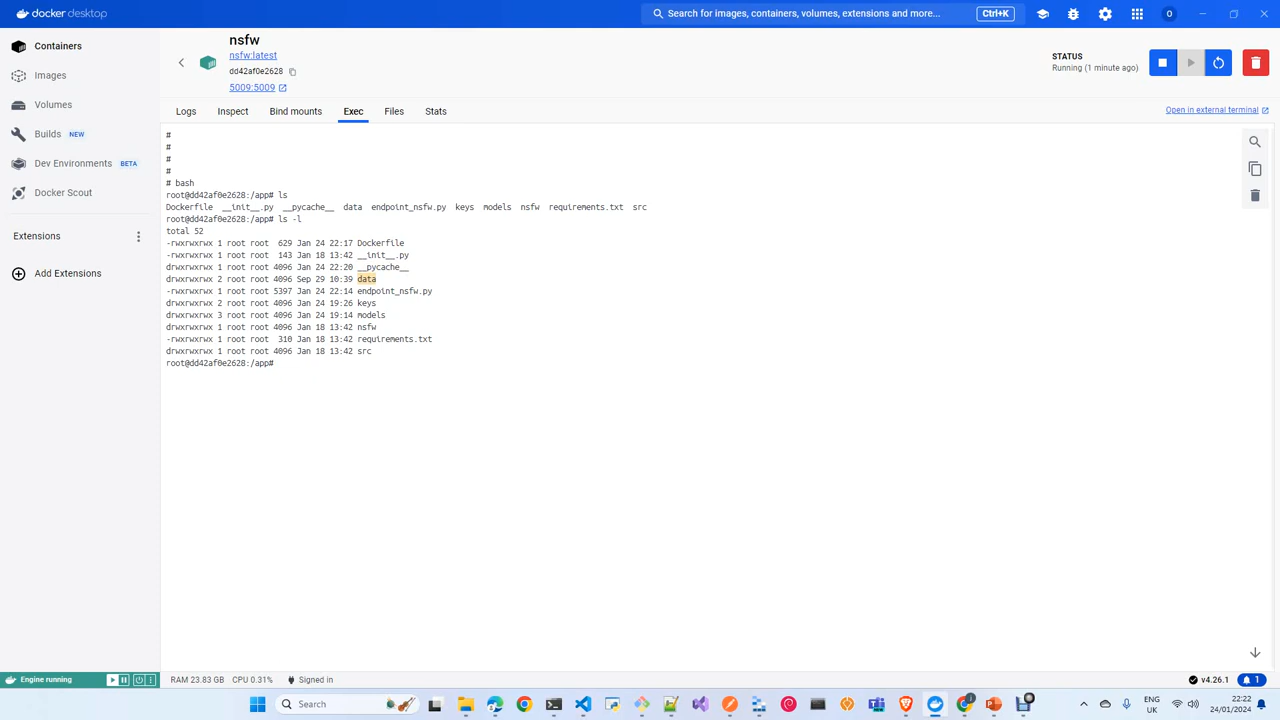 docker desktop
Search for images, containers, volumes, extensions and more... Ctrl+K
O
Containers
Images
Volumes
Builds NEW
Dev Environments BETA
Docker Scout
Extensions
Add Extensions
nsfw
nsfw:latest
dd42af0e2628
5009:5009
STATUS
Running (1 minute ago)
Logs Inspect Bind mounts Exec Files Stats
Open in external terminal
#
#
#
#
# bash
root@dd42af0e2628:/app# ls
Dockerfile __init__.py __pycache__ data endpoint_nsfw.py keys models nsfw requirements.txt src
root@dd42af0e2628:/app# ls -l
total 52
-rwxrwxrwx 1 root root 629 Jan 24 22:17 Dockerfile
-rwxrwxrwx 1 root root 143 Jan 18 13:42 __init__.py
drwxrwxrwx 1 root root 4096 Jan 24 22:20 __pycache__
drwxrwxrwx 2 root root 4096 Sep 29 10:39 data
-rwxrwxrwx 1 root root 5397 Jan 24 22:14 endpoint_nsfw.py
drwxrwxrwx 2 root root 4096 Jan 24 19:26 keys
drwxrwxrwx 3 root root 4096 Jan 24 19:14 models
drwxrwxrwx 1 root root 4096 Jan 18 13:42 nsfw
-rwxrwxrwx 1 root root 310 Jan 18 13:42 requirements.txt
drwxrwxrwx 1 root root 4096 Jan 18 13:42 src
root@dd42af0e2628:/app#
Engine running
RAM 23.83 GB CPU 0.31% Signed in
v4.26.1
1
Search
ENG
UK
22:22
24/01/2024